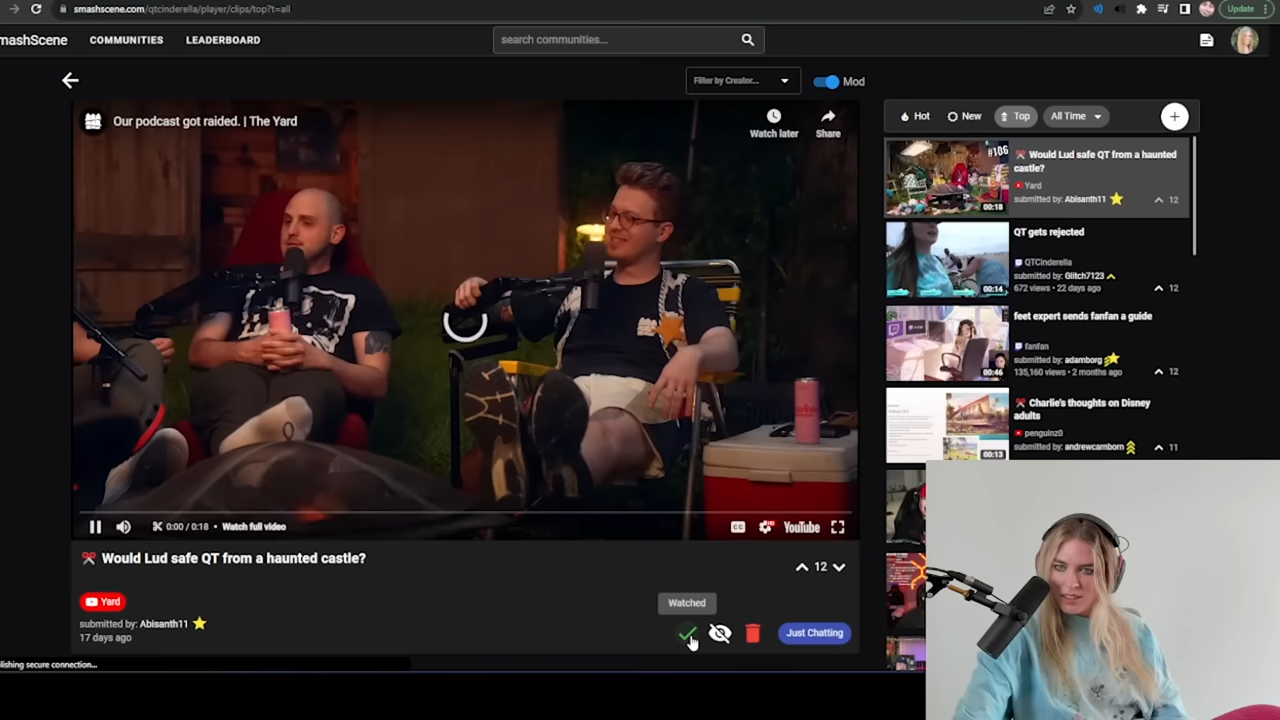 smashscene.com/qtcinderella/player/clips/top?t=all
Update
mashScene
COMMUNITIES
LEADERBOARD
search communities...
Filter by Creator...
Mod
Our podcast got raided. | The Yard
Watch later
Share
Hot
New
Top
All Time
#106
00:18
Would Lud safe QT from a haunted
castle?
Yard
submitted by: Abisanth11
12
00:14
QT gets rejected
QTCinderella
submitted by: Glitch7123
672 views • 22 days ago
12
00:46
feet expert sends fanfan a guide
fanfan
submitted by: adamborg
135,160 views • 2 months ago
12
00:13
Charlie's thoughts on Disney
adults
penguinz0
submitted by: andrewcamborn
11
0:00 / 0:18 • Watch full video
CC
HD
YouTube
Would Lud safe QT from a haunted castle?
12
Yard
submitted by: Abisanth11
17 days ago
Watched
Just Chatting
lishing secure connection...